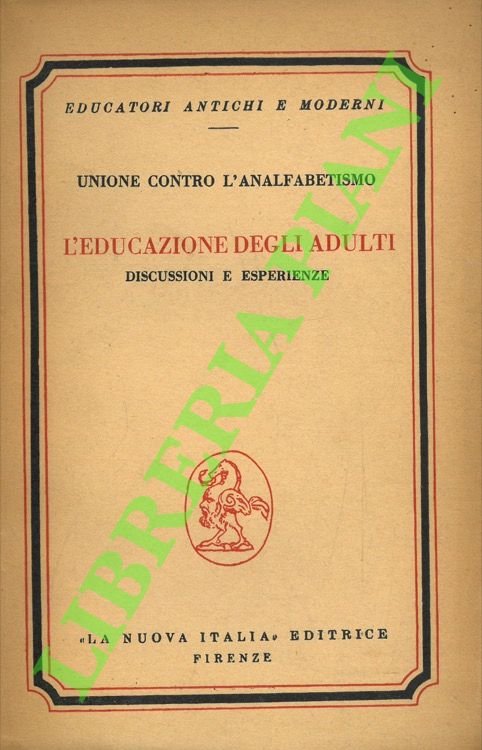 EDUCATORI ANTICHI E MODERNI
UNIONE CONTRO L'ANALFABETISMO
L'EDUCAZIONE DEGLI ADULTI
DISCUSSIONI E ESPERIENZE
«LA NUOVA ITALIA» EDITRICE
FIRENZE
LIBRERIA PIANI